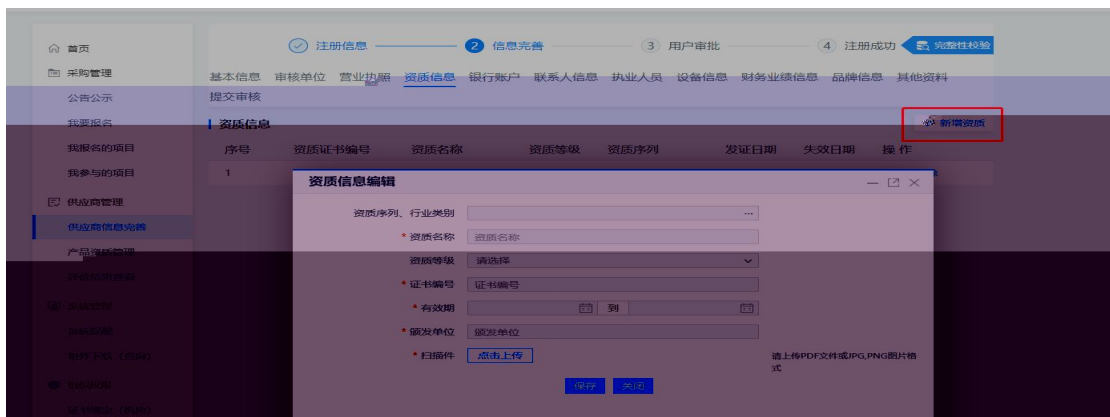 首页
采购管理
公告公示
我要报名
我报名的项目
我参与的项目
供应商管理
供应商信息完善
产品资质管理
注册信息 2 信息完善 3 用户审批 4 注册成功 完整性校验
基本信息 审核单位 营业执照 资质信息 银行账户 联系人信息 执业人员 设备信息 财务业绩信息 品牌信息 其他资料
提交审核
资质信息 新增资质
序号 资质证书编号 资质名称 资质等级 资质序列 发证日期 失效日期 操作
1
资质信息编辑
资质序列、行业类别 ...
* 资质名称 资质名称
资质等级 请选择
* 证书编号 证书编号
* 有效期 到
* 颁发单位 颁发单位
* 扫描件 点击上传 请上传PDF文件或JPG,PNG图片格
式
保存 关闭